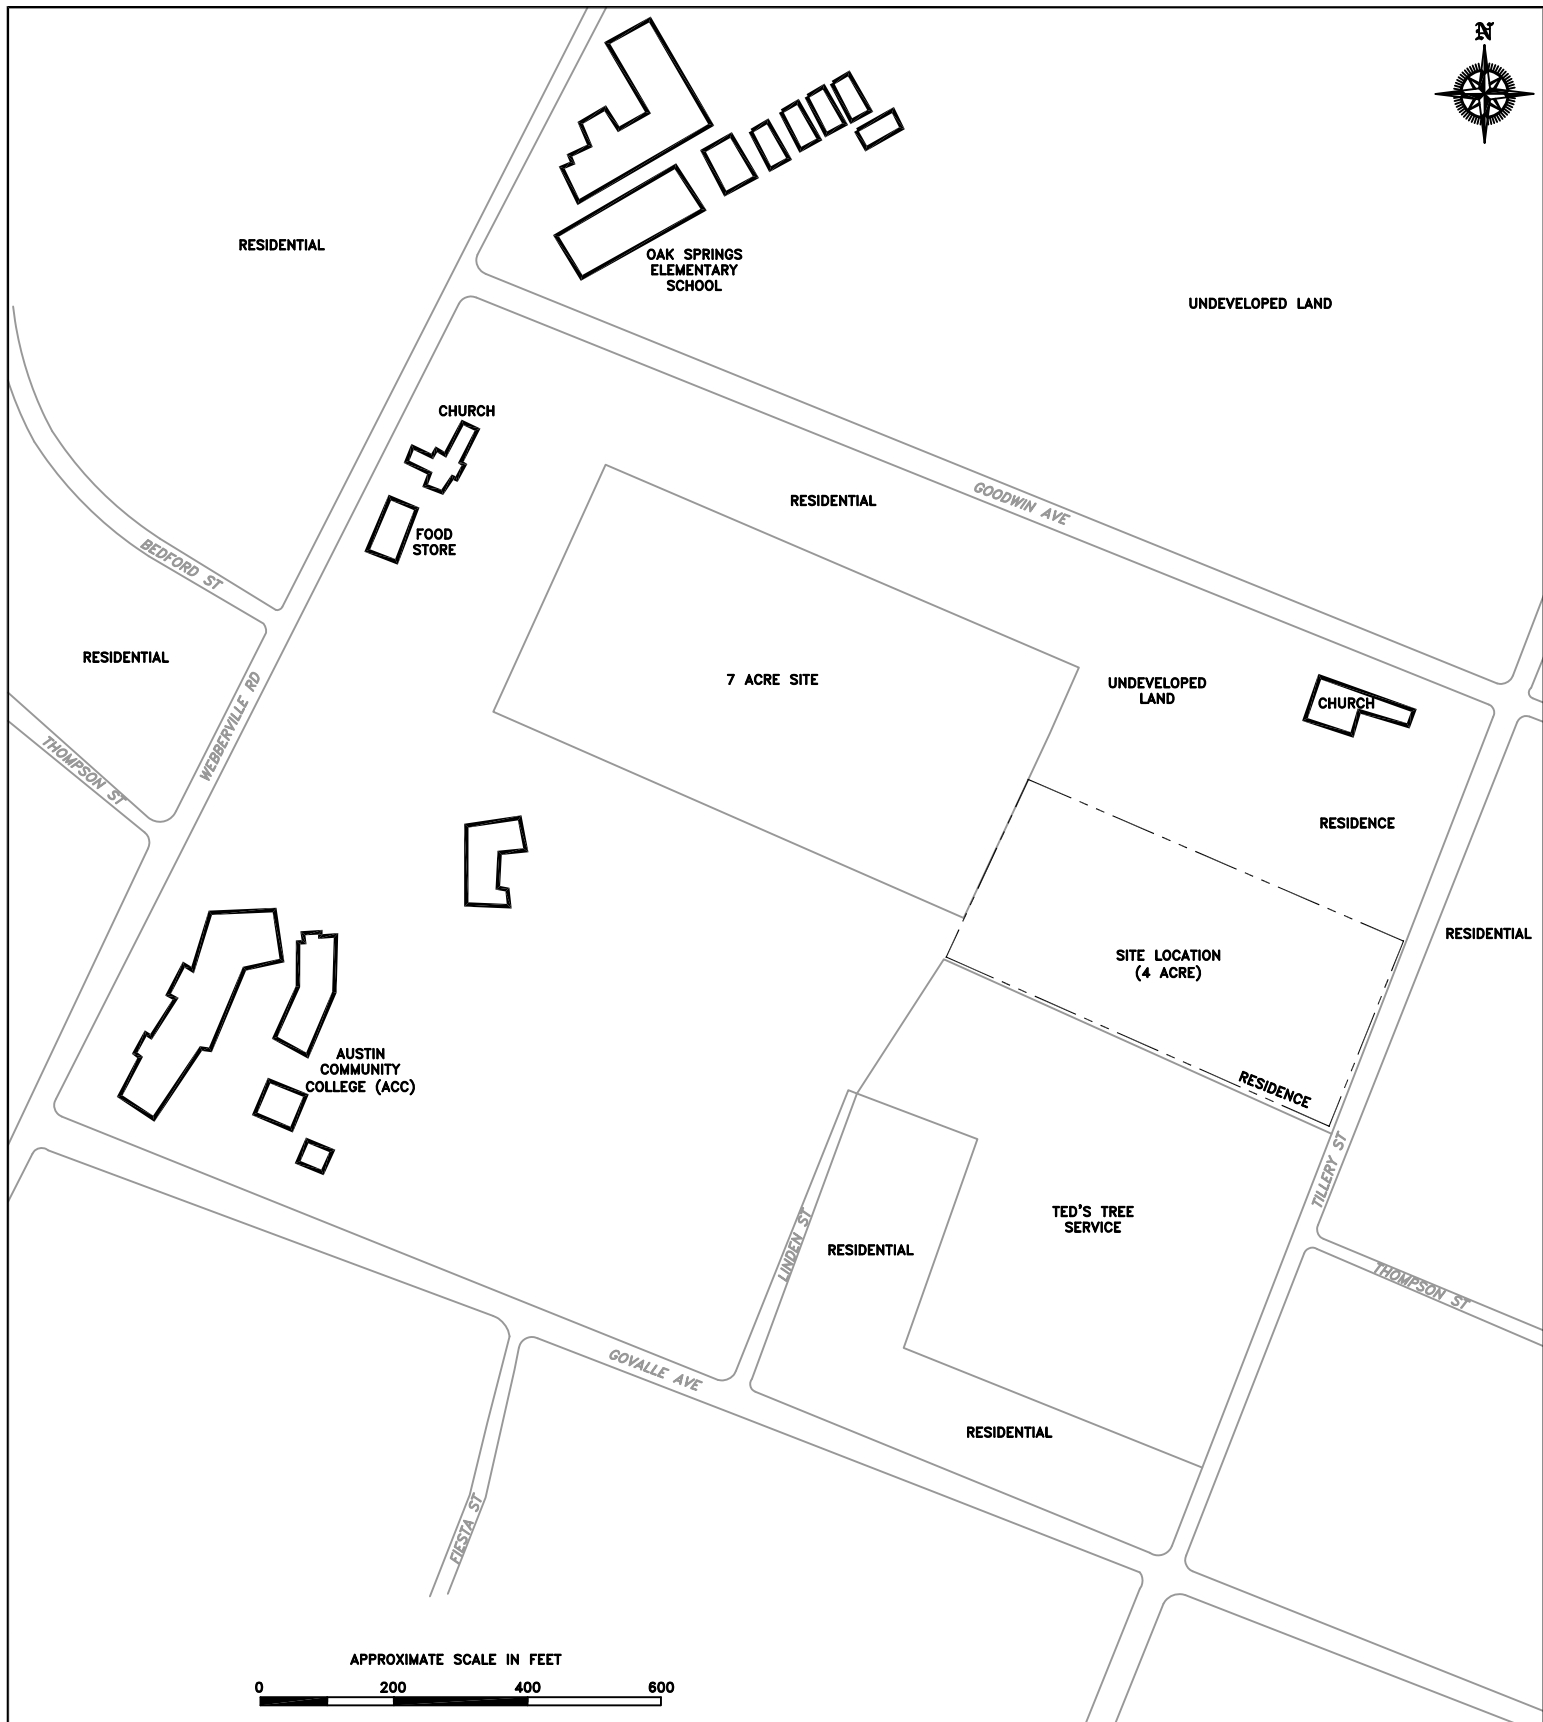 N
RESIDENTIAL
OAK SPRINGS
ELEMENTARY
SCHOOL
UNDEVELOPED LAND
CHURCH
RESIDENTIAL
GOODWIN AVE
FOOD
STORE
BEDFORD ST
RESIDENTIAL
7 ACRE SITE
UNDEVELOPED
LAND
CHURCH
WEBBERVILLE RD
THOMPSON ST
RESIDENCE
RESIDENTIAL
SITE LOCATION
(4 ACRE)
AUSTIN
COMMUNITY
COLLEGE (ACC)
RESIDENCE
TILLERY ST
TED'S TREE
SERVICE
LINDEN ST
RESIDENTIAL
THOMPSON ST
GOVALLE AVE
RESIDENTIAL
FIESTA ST
APPROXIMATE SCALE IN FEET
0 200 400 600